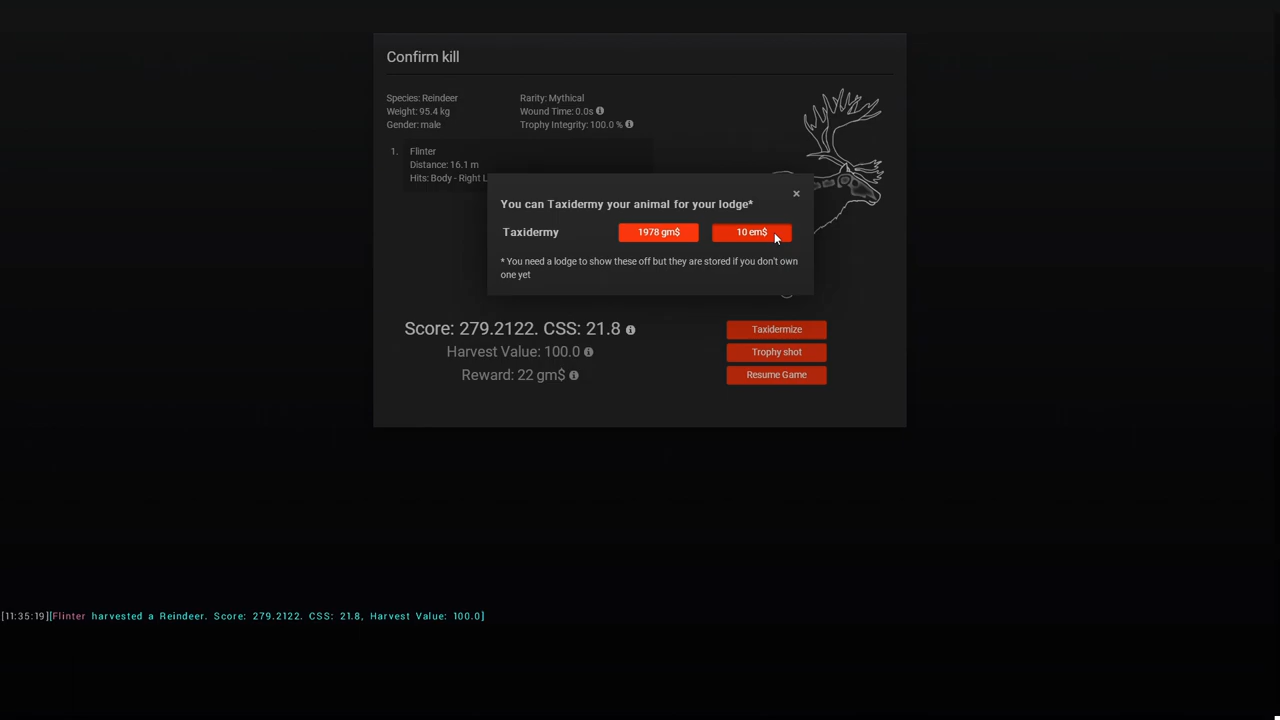 Confirm kill
Species: Reindeer
Weight: 95.4 kg
Gender: male
Rarity: Mythical
Wound Time: 0.0s
Trophy Integrity: 100.0 %
1.
Flinter
Distance: 16.1 m
Hits: Body - Right L
×
You can Taxidermy your animal for your lodge*
Taxidermy
1978 gm$
10 em$
* You need a lodge to show these off but they are stored if you don't own
one yet
Score: 279.2122. CSS: 21.8
Harvest Value: 100.0
Reward: 22 gm$
Taxidermize
Trophy shot
Resume Game
[11:35:19][Flinter harvested a Reindeer. Score: 279.2122. CSS: 21.8, Harvest Value: 100.0]